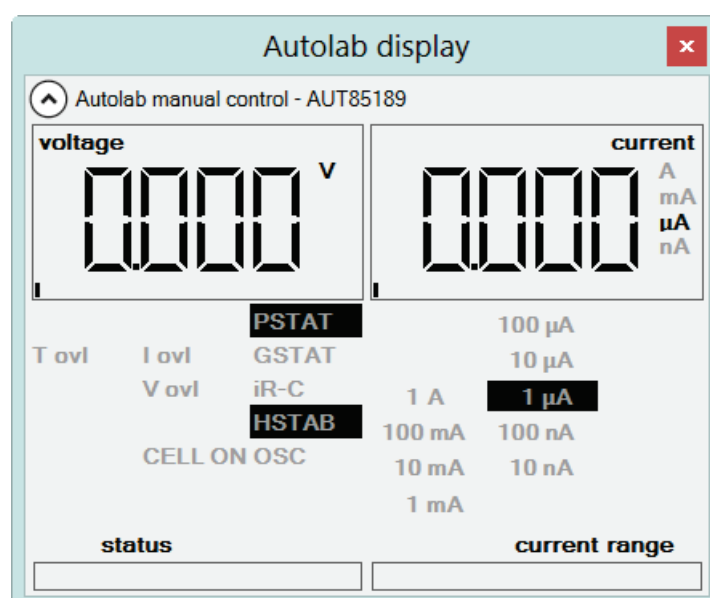 Autolab display
Autolab manual control - AUT85189
voltage
0.000 V
current
0.000
A
mA
µA
nA
PSTAT
T ovl I ovl GSTAT
V ovl iR-C
HSTAB
CELL ON OSC
100 µA
10 µA
1 A 1 µA
100 mA 100 nA
10 mA 10 nA
1 mA
status
current range